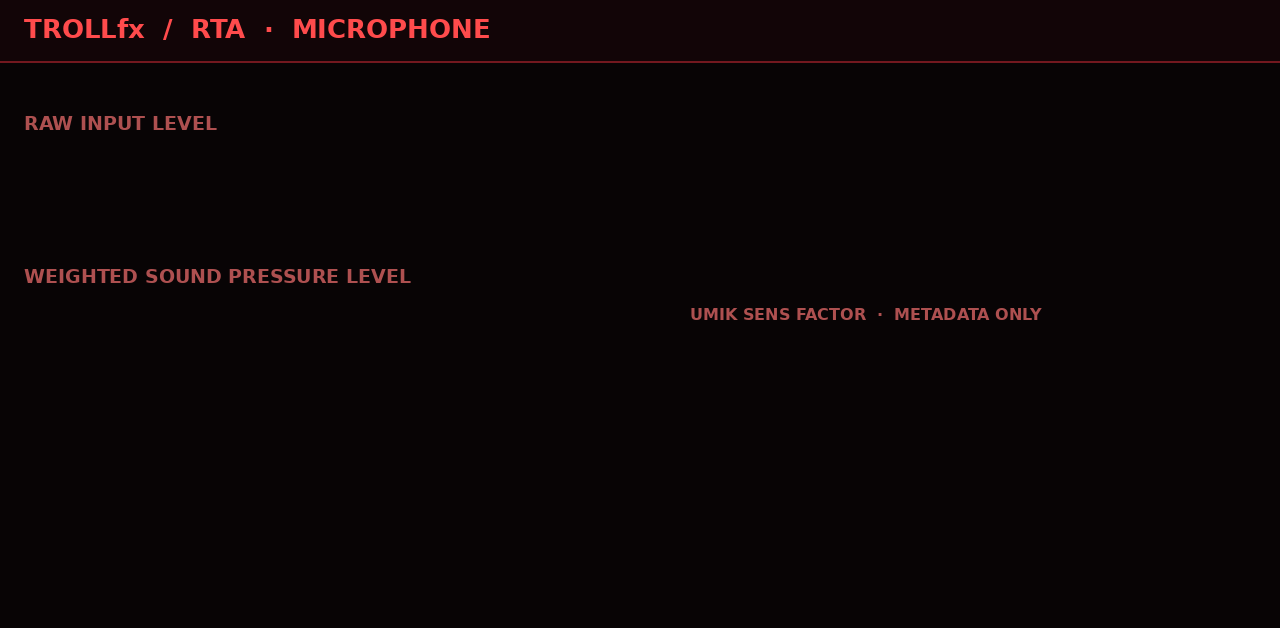 TROLLfx / RTA · MICROPHONE
RAW INPUT LEVEL
WEIGHTED SOUND PRESSURE LEVEL
UMIK SENS FACTOR · METADATA ONLY